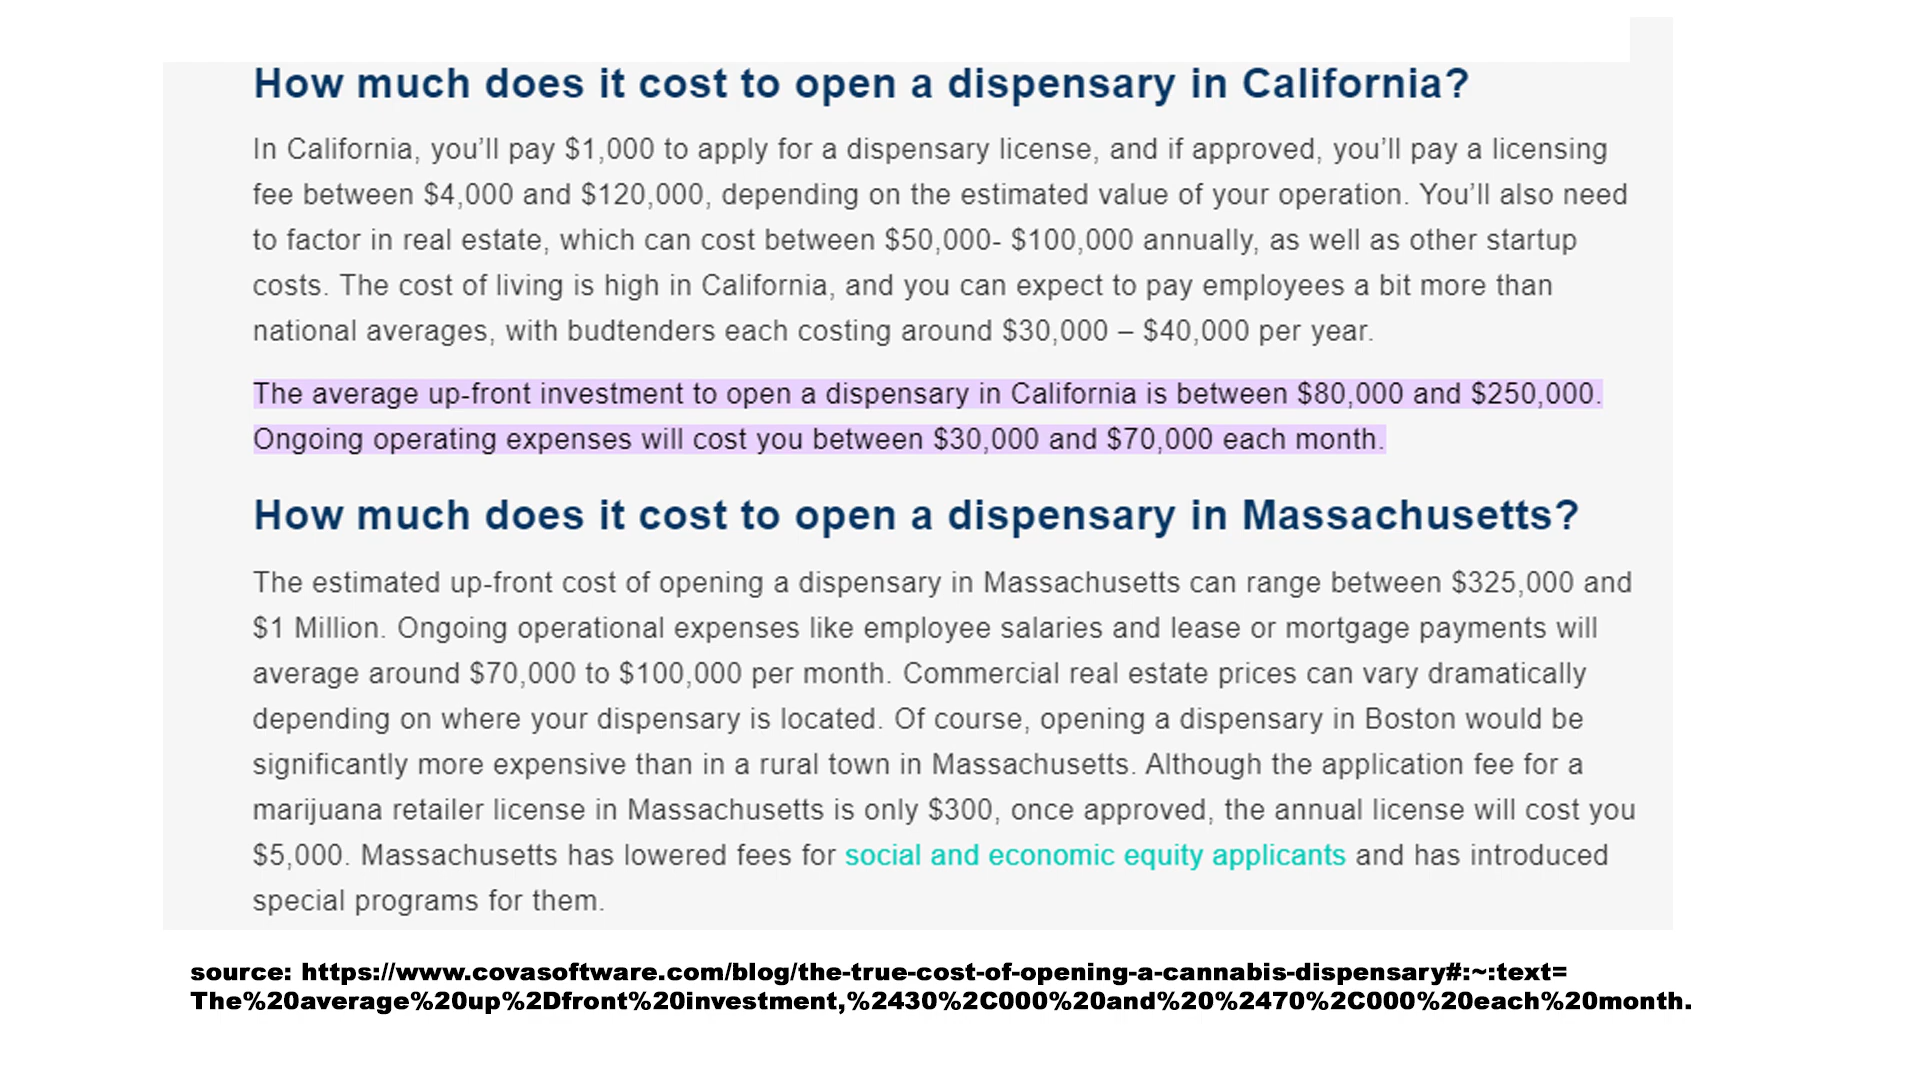 How much does it cost to open a dispensary in California?
In California, you’ll pay $1,000 to apply for a dispensary license, and if approved, you’ll pay a licensing
fee between $4,000 and $120,000, depending on the estimated value of your operation. You’ll also need
to factor in real estate, which can cost between $50,000- $100,000 annually, as well as other startup
costs. The cost of living is high in California, and you can expect to pay employees a bit more than
national averages, with budtenders each costing around $30,000 – $40,000 per year.
The average up-front investment to open a dispensary in California is between $80,000 and $250,000.
Ongoing operating expenses will cost you between $30,000 and $70,000 each month.
How much does it cost to open a dispensary in Massachusetts?
The estimated up-front cost of opening a dispensary in Massachusetts can range between $325,000 and
$1 Million. Ongoing operational expenses like employee salaries and lease or mortgage payments will
average around $70,000 to $100,000 per month. Commercial real estate prices can vary dramatically
depending on where your dispensary is located. Of course, opening a dispensary in Boston would be
significantly more expensive than in a rural town in Massachusetts. Although the application fee for a
marijuana retailer license in Massachusetts is only $300, once approved, the annual license will cost you
$5,000. Massachusetts has lowered fees for social and economic equity applicants and has introduced
special programs for them.
source: https://www.covasoftware.com/blog/the-true-cost-of-opening-a-cannabis-dispensary#:~:text=
The%20average%20up%2Dfront%20investment,%2430%2C000%20and%20%2470%2C000%20each%20month.